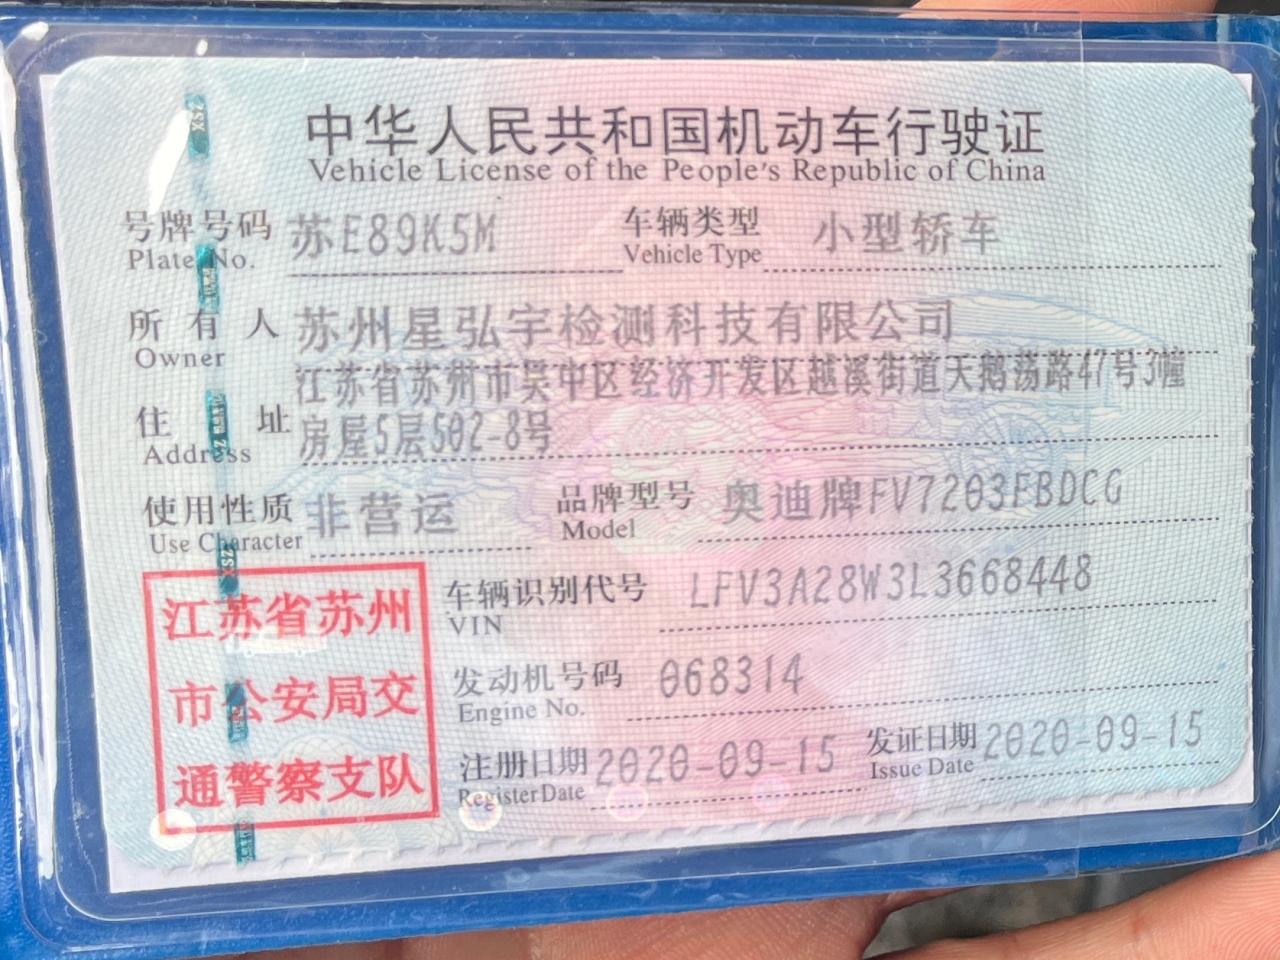 中华人民共和国机动车行驶证
Vehicle License of the People's Republic of China
号牌号码 苏E89K5M 车辆类型 小型轿车
Plate No. Vehicle Type
所有人 苏州星弘宇检测科技有限公司
Owner
江苏省苏州市吴中区经济开发区越溪街道天鹅荡路47号3幢
住址 房屋5层502-8号
Address
使用性质 非营运 品牌型号 奥迪牌FV7203FBDCG
Use Character Model
江苏省苏州
市公安局交
通警察支队
车辆识别代号 LFV3A28W3L3668448
VIN
发动机号码 068314
Engine No.
注册日期 2020-09-15 发证日期 2020-09-15
Register Date Issue Date